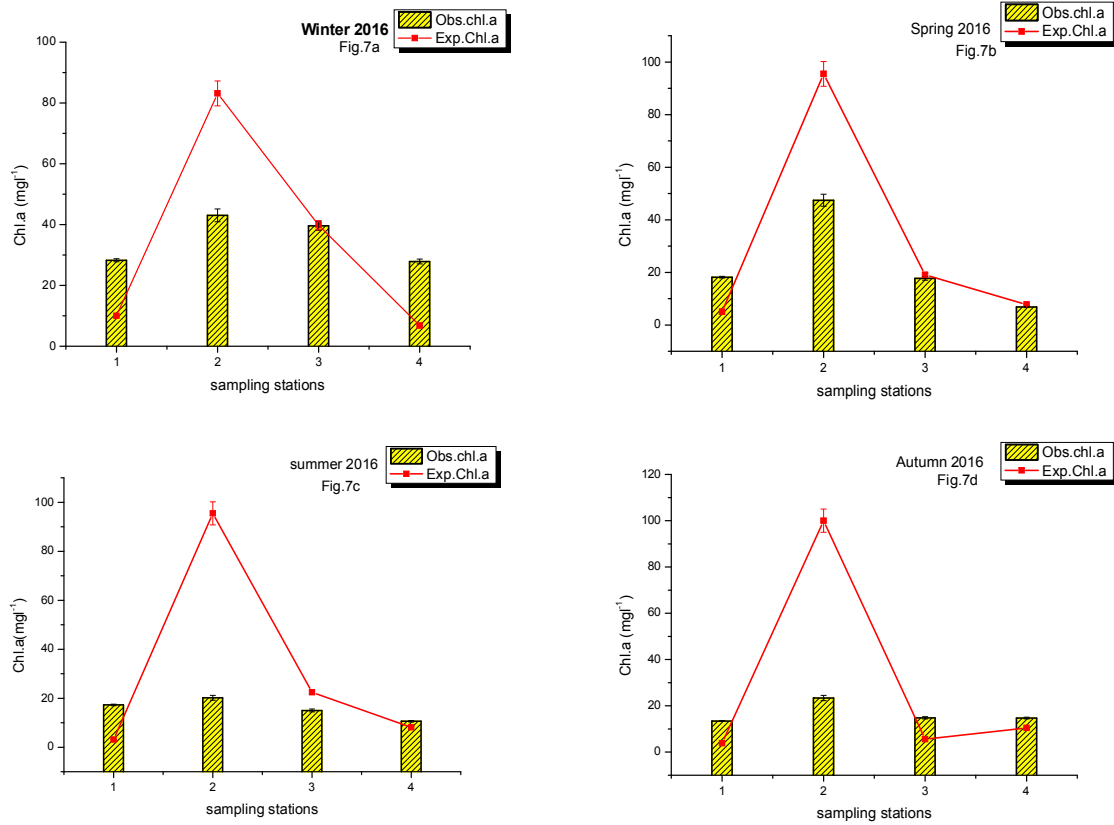 Winter 2016
Fig.7a
Obs.chl.a
Exp.Chl.a
100
80
60
40
20
0
Chl.a (mgl-1)
1 2 3 4
sampling stations
Spring 2016
Fig.7b
Obs.chl.a
Exp.Chl.a
100
80
60
40
20
0
Chl.a (mgl-1)
1 2 3 4
sampling stations
summer 2016
Fig.7c
Obs.chl.a
Exp.Chl.a
100
80
60
40
20
0
Chl.a(mgl-1)
1 2 3 4
sampling stations
Autumn 2016
Fig.7d
Obs.chl.a
Exp.Chl.a
120
100
80
60
40
20
0
Chl.a (mgl-1)
1 2 3 4
sampling stations